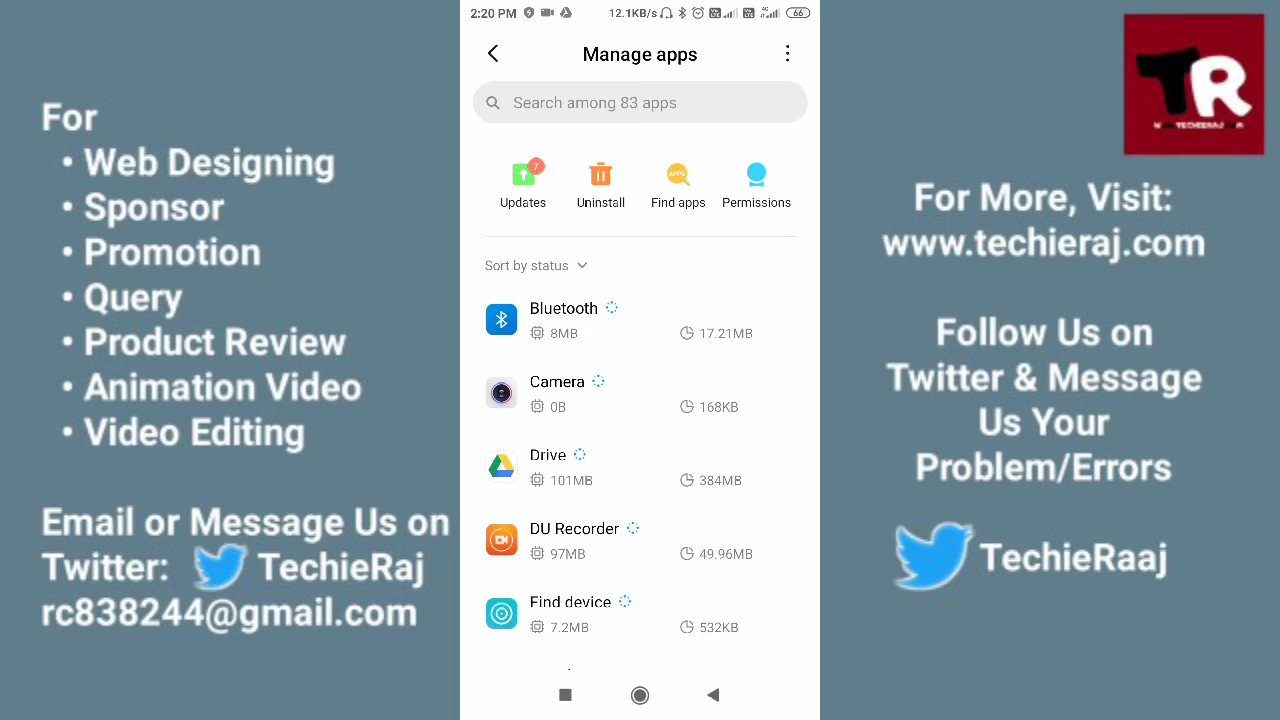 For
• Web Designing
• Sponsor
• Promotion
• Query
• Product Review
• Animation Video
• Video Editing
Email or Message Us on
Twitter: TechieRaj
rc838244@gmail.com
2:20 PM 12.1KB/s 66
Manage apps
Search among 83 apps
7
APPS
Updates Uninstall Find apps Permissions
Sort by status
Bluetooth
8MB 17.21MB
Camera
0B 168KB
Drive
101MB 384MB
DU Recorder
97MB 49.96MB
Find device
7.2MB 532KB
TR
For More, Visit:
www.techieraj.com
Follow Us on
Twitter & Message
Us Your
Problem/Errors
TechieRaaj